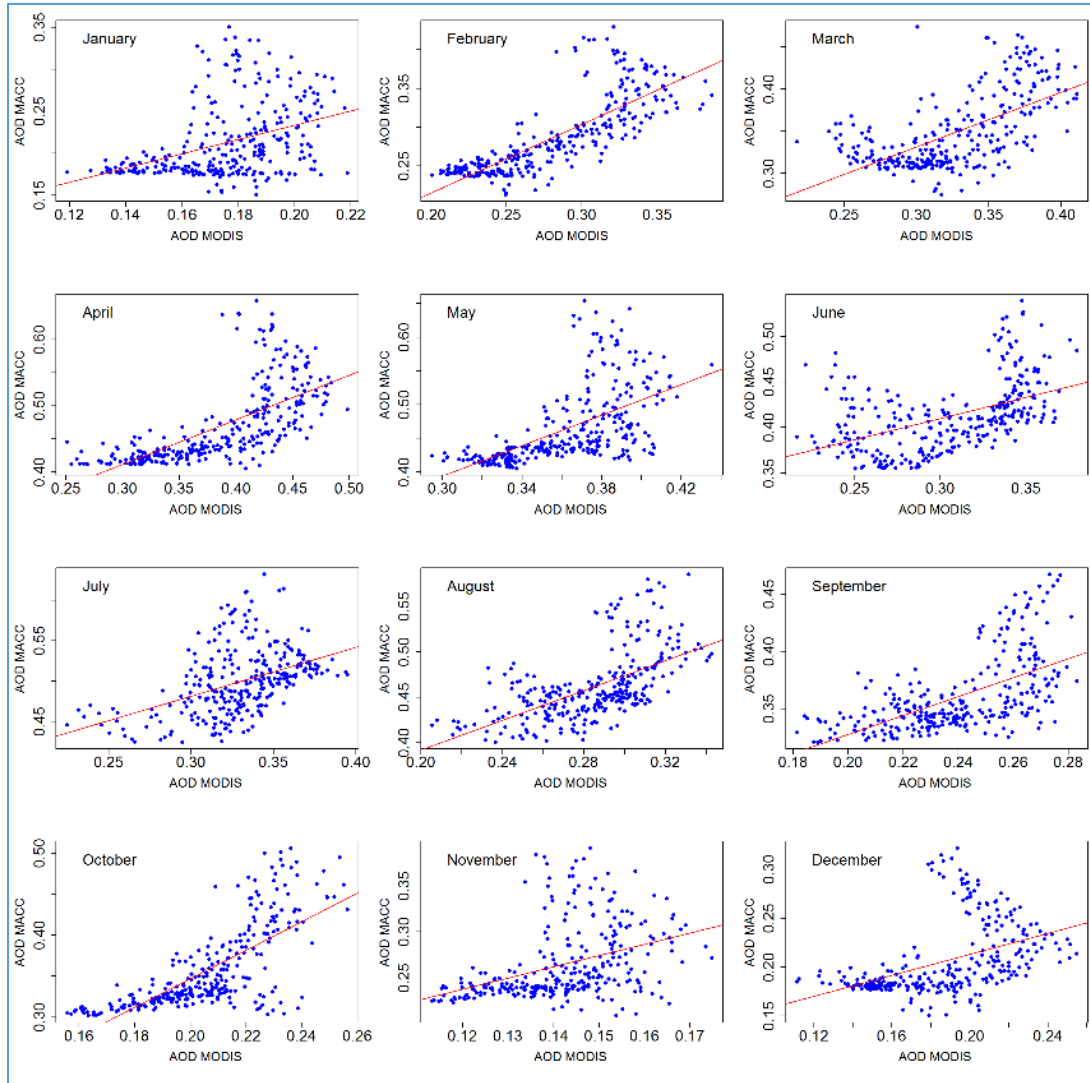 January
AOD MACC
0.15 0.25 0.35
0.12 0.14 0.16 0.18 0.20 0.22
AOD MODIS
February
AOD MACC
0.25 0.35
0.20 0.25 0.30 0.35
AOD MODIS
March
AOD MACC
0.30 0.40
0.25 0.30 0.35 0.40
AOD MODIS
April
AOD MACC
0.40 0.50 0.60
0.25 0.30 0.35 0.40 0.45 0.50
AOD MODIS
May
AOD MACC
0.40 0.50 0.60
0.30 0.34 0.38 0.42
AOD MODIS
June
AOD MACC
0.35 0.40 0.45 0.50
0.25 0.30 0.35
AOD MODIS
July
AOD MACC
0.45 0.55
0.25 0.30 0.35 0.40
AOD MODIS
August
AOD MACC
0.40 0.45 0.50 0.55
0.20 0.24 0.28 0.32
AOD MODIS
September
AOD MACC
0.35 0.40 0.45
0.18 0.20 0.22 0.24 0.26 0.28
AOD MODIS
October
AOD MACC
0.30 0.40 0.50
0.16 0.18 0.20 0.22 0.24 0.26
AOD MODIS
November
AOD MACC
0.25 0.30 0.35
0.12 0.13 0.14 0.15 0.16 0.17
AOD MODIS
December
AOD MACC
0.15 0.20 0.25 0.30
0.12 0.16 0.20 0.24
AOD MODIS